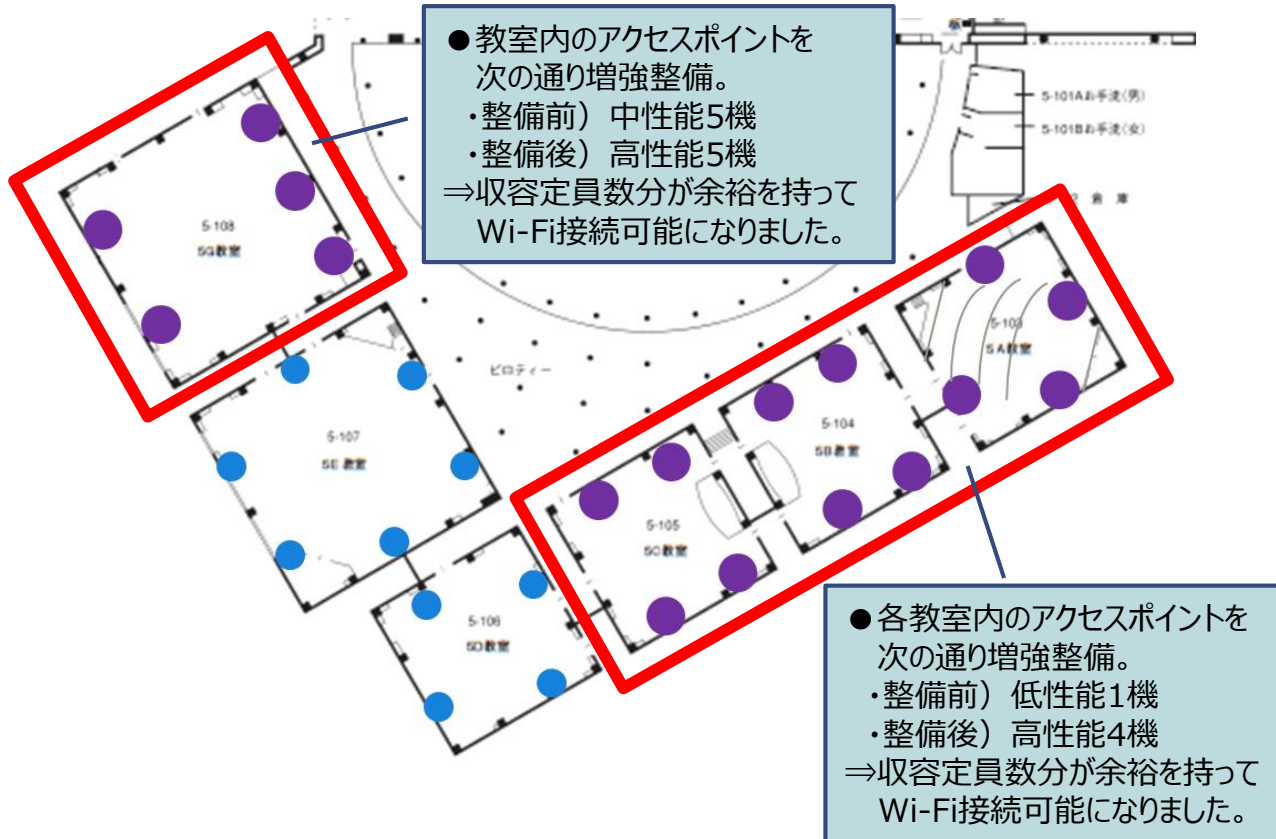 ●教室内のアクセスポイントを
次の通り増強整備。
・整備前）中性能5機
・整備後）高性能5機
⇒収容定員数分が余裕を持って
Wi-Fi接続可能になりました。
5-101Aお手洗(男)
5-101Bお手洗(女)
倉庫
5-108
5G教室
5-103
5A教室
ピロティー
5-107
5E教室
5-104
5B教室
5-105
5C教室
5-106
5D教室
●各教室内のアクセスポイントを
次の通り増強整備。
・整備前）低性能1機
・整備後）高性能4機
⇒収容定員数分が余裕を持って
Wi-Fi接続可能になりました。